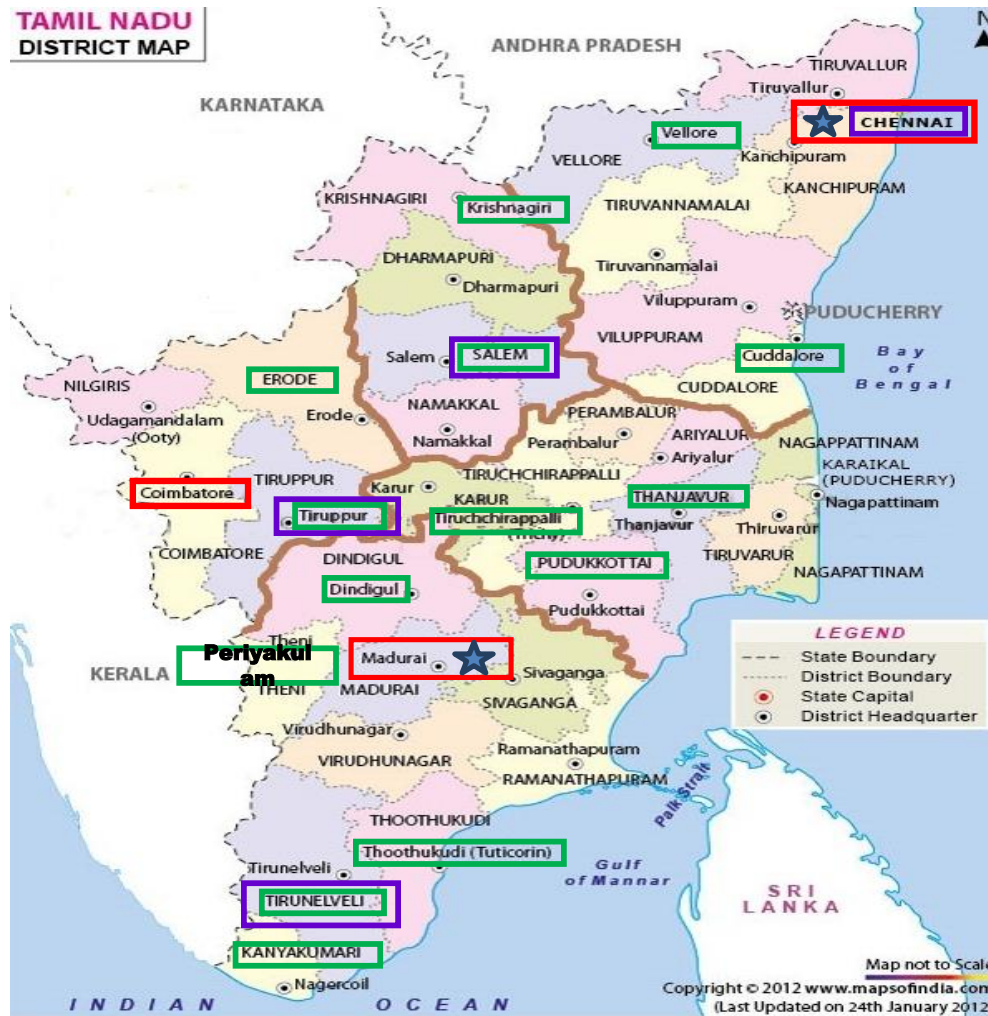 TAMIL NADU
DISTRICT MAP
N
ANDHRA PRADESH
KARNATAKA
TIRUVALLUR
Tiruvallur
CHENNAI
Vellore
VELLORE
Kanchipuram
KANCHIPURAM
KRISHNAGIRI
Krishnagiri
TIRUVANNAMALAI
Tiruvannamalai
DHARMAPURI
Dharmapuri
Viluppuram
PUDUCHERRY
VILUPPURAM
Salem
SALEM
Cuddalore
Bay
of
Bengal
CUDDALORE
NILGIRIS
ERODE
Udagamandalam
(Ooty)
Erode
NAMAKKAL
Namakkal
PERAMBALUR
Perambalur
ARIYALUR
Ariyalur
NAGAPPATTINAM
KARAIKAL
(PUDUCHERRY)
Nagapattinam
TIRUCHCHIRAPPALLI
Coimbatore
TIRUPPUR
Karur
KARUR
THANJAVUR
Tiruppur
Tiruchchirappalli
(Trichy)
Thanjavur
Thiruvarur
COIMBATORE
DINDIGUL
PUDUKKOTTAI
TIRUVARUR
NAGAPATTINAM
Dindigul
Pudukkottai
Theni
Periyakul
am
THENI
KERALA
Madurai
MADURAI
Sivaganga
SIVAGANGA
LEGEND
State Boundary
District Boundary
State Capital
District Headquarter
Virudhunagar
VIRUDHUNAGAR
Ramanathapuram
RAMANATHAPURAM
Palk Strait
THOOTHUKUDI
Thoothukudi (Tuticorin)
Tirunelveli
TIRUNELVELI
Gulf
of Mannar
SRI
LANKA
KANYAKUMARI
Nagercoil
INDIAN OCEAN
Map not to Scale
Copyright © 2012 www.mapsofindia.com
(Last Updated on 24th January 2012